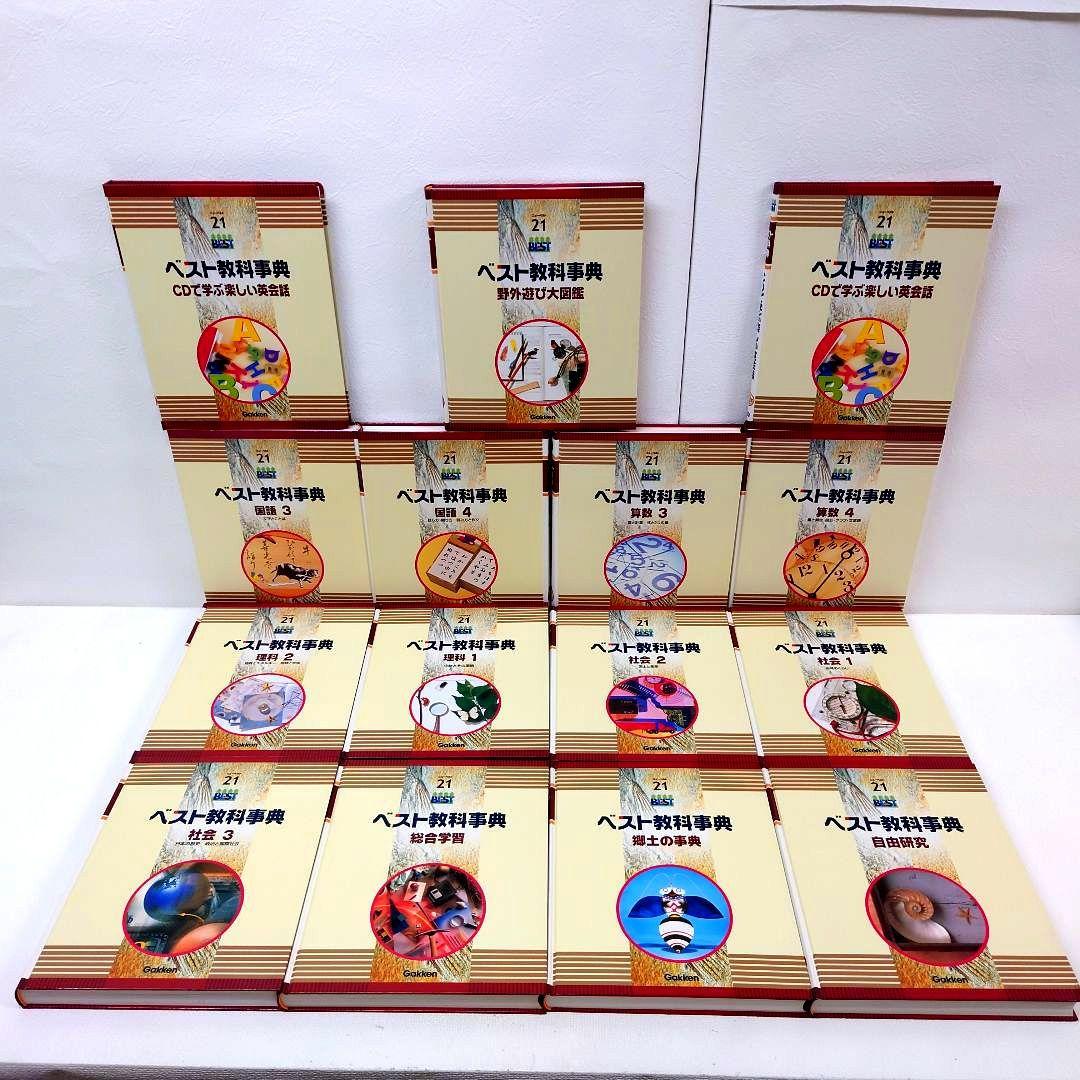 21
BEST
ベスト教科事典
CDで学ぶ楽しい英会話
Gakken
21
BEST
ベスト教科事典
野外遊び大図鑑
Gakken
21
BEST
ベスト教科事典
CDで学ぶ楽しい英会話
Gakken
21
BEST
ベスト教科事典
国語 3
21
BEST
ベスト教科事典
国語 4
21
BEST
ベスト教科事典
算数 3
21
BEST
ベスト教科事典
算数 4
21
BEST
ベスト教科事典
理科 2
Gakken
21
BEST
ベスト教科事典
理科 1
Gakken
21
BEST
ベスト教科事典
社会 2
Gakken
21
BEST
ベスト教科事典
社会 1
Gakken
21
BEST
ベスト教科事典
社会 3
Gakken
21
BEST
ベスト教科事典
総合学習
Gakken
21
BEST
ベスト教科事典
郷土の事典
Gakken
21
BEST
ベスト教科事典
自由研究
Gakken